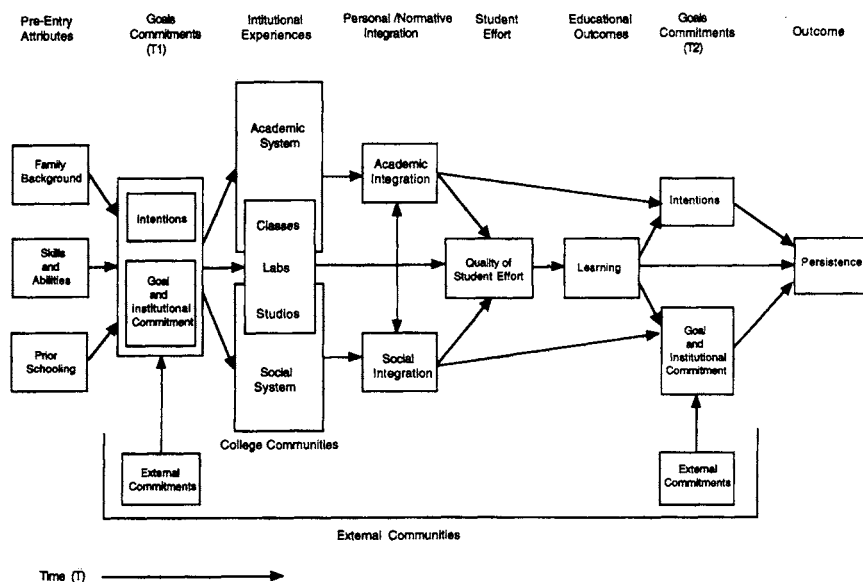 Pre-Entry
Attributes
Goals
Commitments
(T1)
Intitutional
Experiences
Personal /Normative
Integration
Student
Effort
Educational
Outcomes
Goals
Commitments
(T2)
Outcome
Family
Background
Skills
and
Abilities
Prior
Schooling
Intentions
Goal
and
Institutional
Commitment
External
Commitments
Academic
System
Classes
Labs
Studios
Social
System
College Communities
Academic
Integration
Social
Integration
Quality of
Student Effort
Learning
Intentions
Goal
and
Institutional
Commitment
External
Commitments
Persistence
External Communities
Time (T)